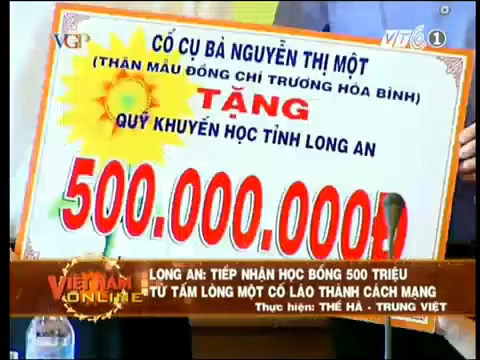 VGP
VTC 1
CỐ CỤ BÀ NGUYỄN THỊ MỘT
(THÂN MẪU ĐỒNG CHÍ TRƯƠNG HÒA BÌNH)
TẶNG
QUỸ KHUYẾN HỌC TỈNH LONG AN
500.000.000Đ
VIỆT NAM
ONLINE
LONG AN: TIẾP NHẬN HỌC BỔNG 500 TRIỆU
TỪ TẤM LÒNG MỘT CỐ LÃO THÀNH CÁCH MẠNG
Thực hiện: THẾ HÀ - TRUNG VIỆT